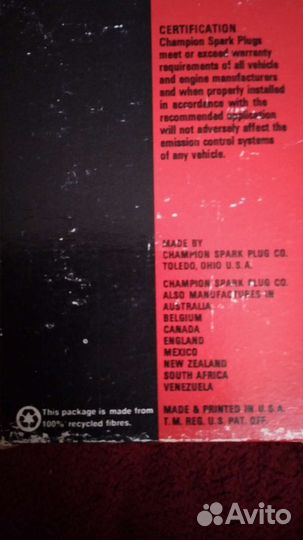 CERTIFICATION
Champion Spark Plugs
meet or exceed warranty
requirements of all vehicle
and engine manufacturers
and when properly installed
in accordance with the
recommended application
will not adversely affect the
emission control systems
of any vehicle.
MADE BY
CHAMPION SPARK PLUG CO.
TOLEDO, OHIO U.S.A.
CHAMPION SPARK PLUG CO.
ALSO MANUFACTURES IN
AUSTRALIA
BELGIUM
CANADA
ENGLAND
MEXICO
NEW ZEALAND
SOUTH AFRICA
VENEZUELA
This package is made from
100% recycled fibres.
MADE & PRINTED IN U.S.A.
T.M. REG. U.S. PAT. OFF.
Avito